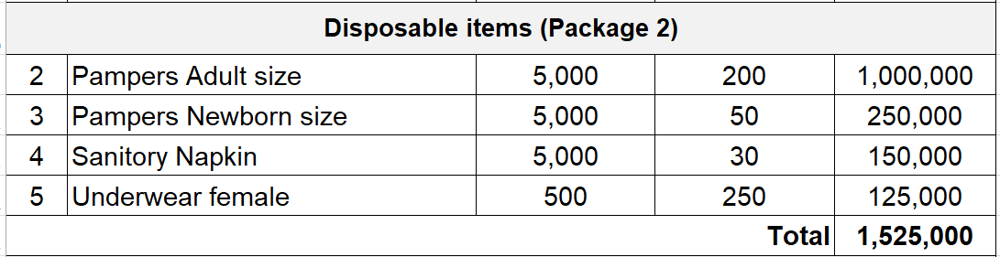 Disposable items (Package 2)
2 Pampers Adult size 5,000 200 1,000,000
3 Pampers Newborn size 5,000 50 250,000
4 Sanitory Napkin 5,000 30 150,000
5 Underwear female 500 250 125,000
Total 1,525,000